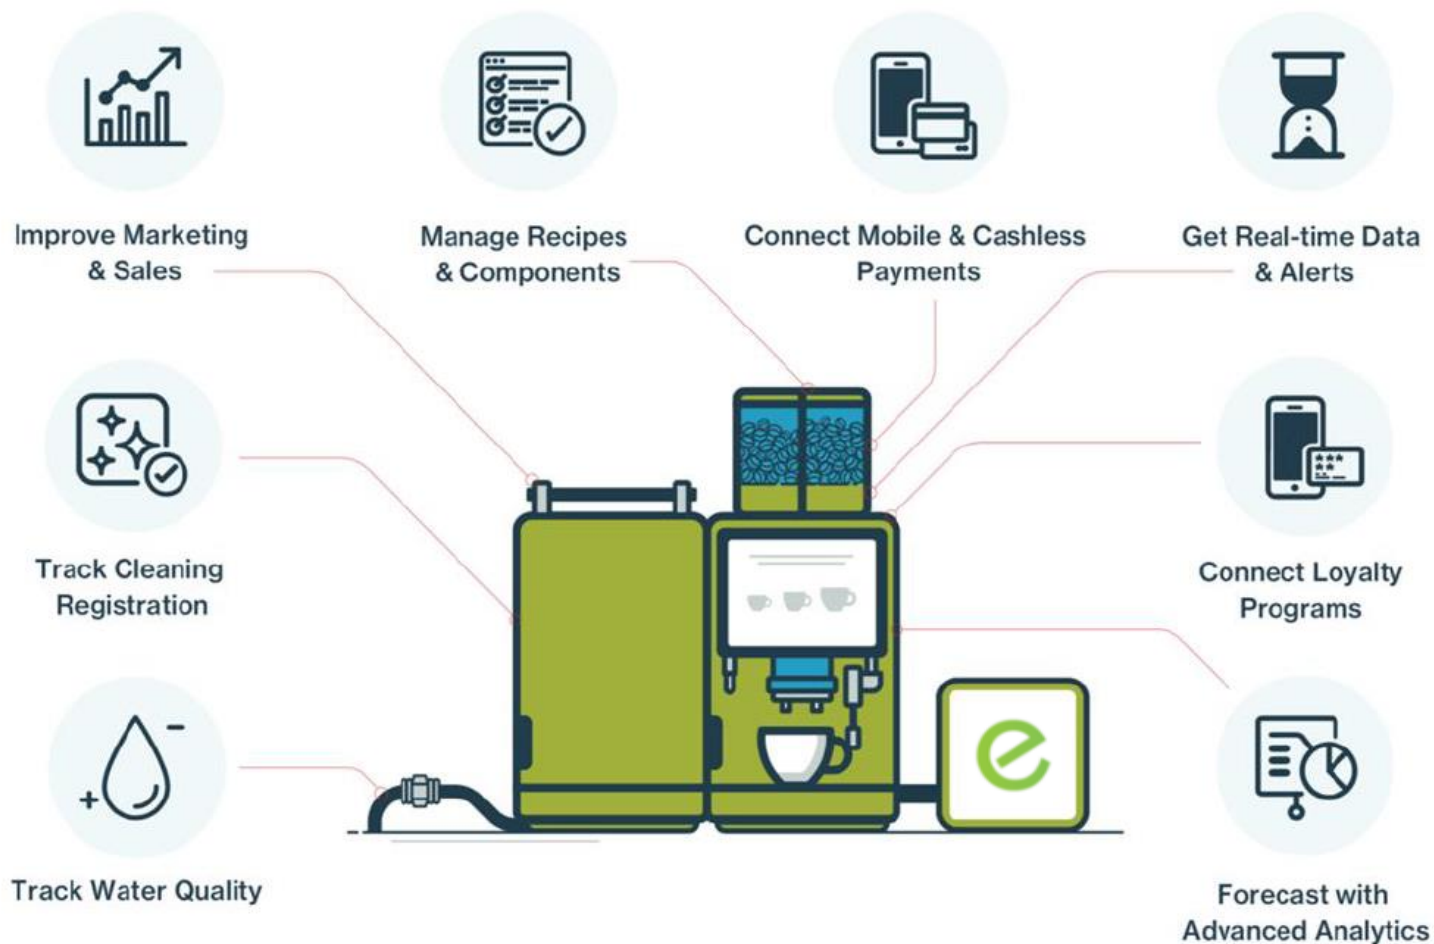 Improve Marketing
& Sales
Manage Recipes
& Components
Connect Mobile & Cashless
Payments
Get Real-time Data
& Alerts
Track Cleaning
Registration
Connect Loyalty
Programs
e
Track Water Quality
Forecast with
Advanced Analytics